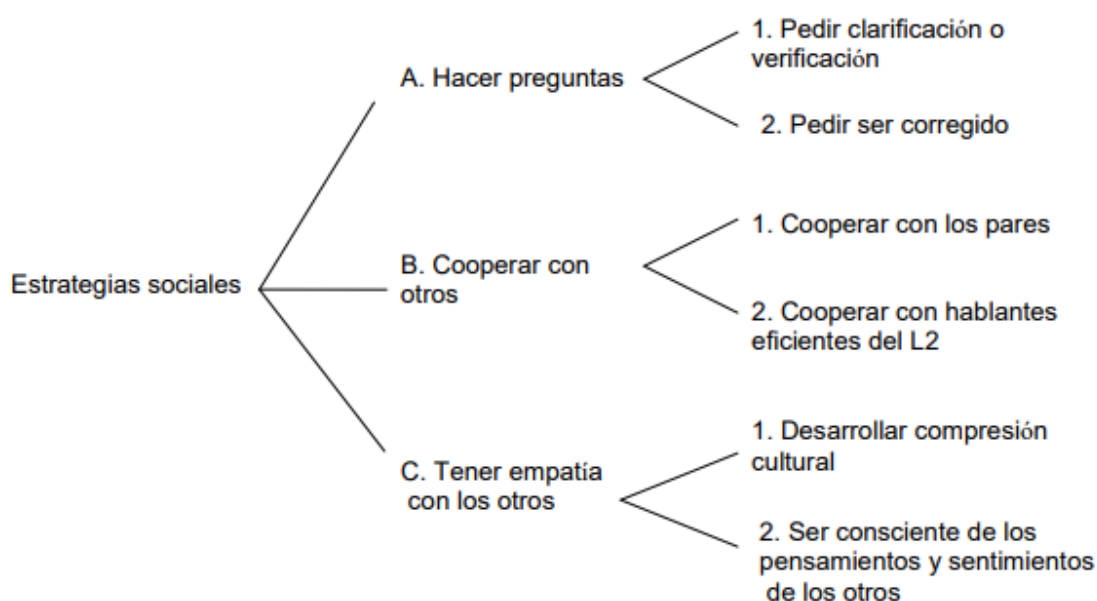 1. Pedir clarificación o
verificación
A. Hacer preguntas
2. Pedir ser corregido
1. Cooperar con los pares
B. Cooperar con
otros
Estrategias sociales
2. Cooperar con hablantes
eficientes del L2
1. Desarrollar compresión
cultural
C. Tener empatía
con los otros
2. Ser consciente de los
pensamientos y sentimientos
de los otros